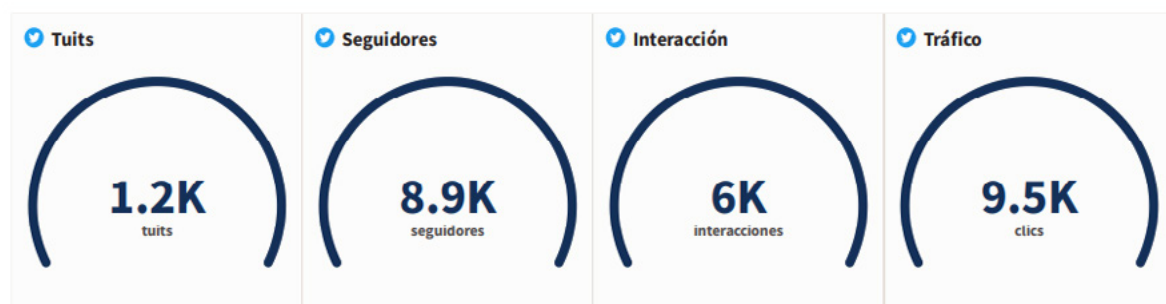 Tuits
1.2K
tuits
Seguidores
8.9K
seguidores
Interacción
6K
interacciones
Tráfico
9.5K
clics